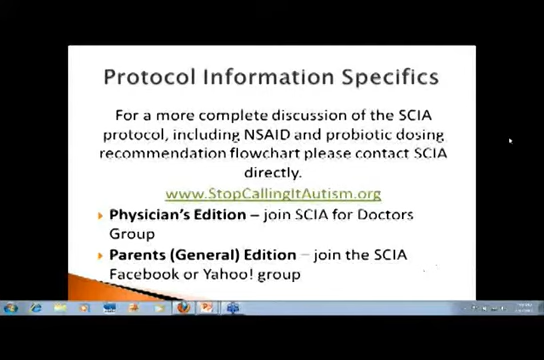 Protocol Information Specifics
For a more complete discussion of the SCIA
protocol, including NSAID and probiotic dosing
recommendation flowchart please contact SCIA
directly.
www.StopCallingItAutism.org
Physician's Edition – join SCIA for Doctors
Group
Parents (General) Edition – join the SCIA
Facebook or Yahoo! group